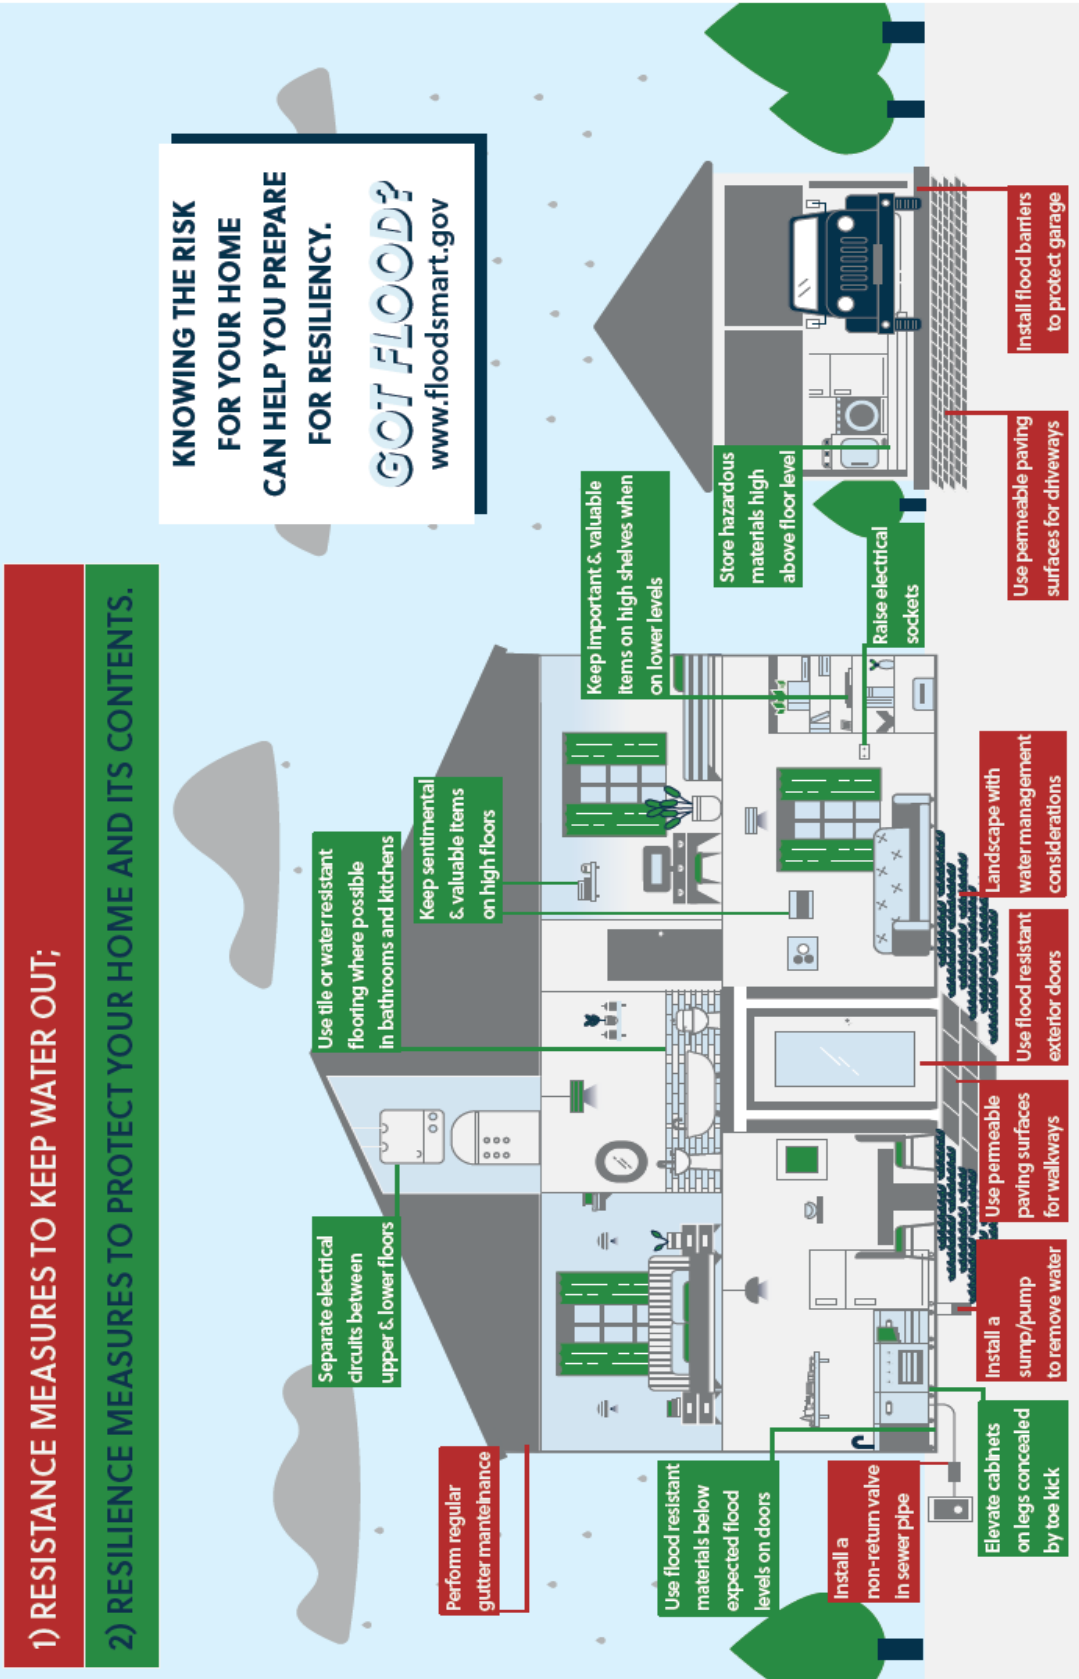 1) RESISTANCE MEASURES TO KEEP WATER OUT;
2) RESILIENCE MEASURES TO PROTECT YOUR HOME AND ITS CONTENTS.
KNOWING THE RISK
FOR YOUR HOME
CAN HELP YOU PREPARE
FOR RESILIENCY.
GOT FLOOD?
www.floodsmart.gov
Separate electrical
circuits between
upper & lower floors
Use tile or water resistant
flooring where possible
in bathrooms and kitchens
Keep sentimental
& valuable items
on high floors
Keep important & valuable
items on high shelves when
on lower levels
Perform regular
gutter manteinance
Use flood resistant
materials below
expected flood
levels on doors
Store hazardous
materials high
above floor level
Install a
non-return valve
in sewer pipe
Raise electrical
sockets
Elevate cabinets
on legs concealed
by toe kick
Install a
sump/pump
to remove water
Use permeable
paving surfaces
for walkways
Use flood resistant
exterior doors
Landscape with
water management
considerations
Use permeable paving
surfaces for driveways
Install flood barriers
to protect garage